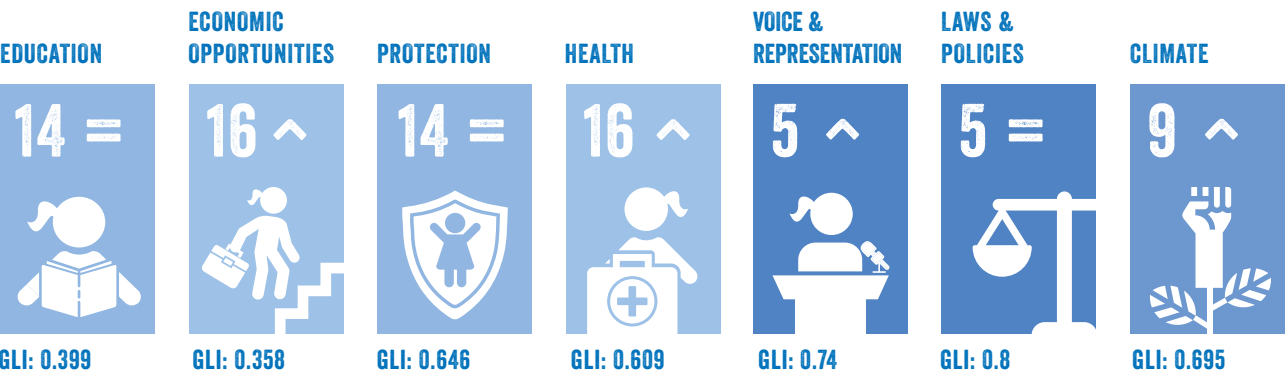 EDUCATION
ECONOMIC
OPPORTUNITIES
PROTECTION
HEALTH
VOICE &
REPRESENTATION
LAWS &
POLICIES
CLIMATE
14 =
16 ^
14 =
16 ^
5 ^
5 =
9 ^
GLI: 0.399
GLI: 0.358
GLI: 0.646
GLI: 0.609
GLI: 0.74
GLI: 0.8
GLI: 0.695